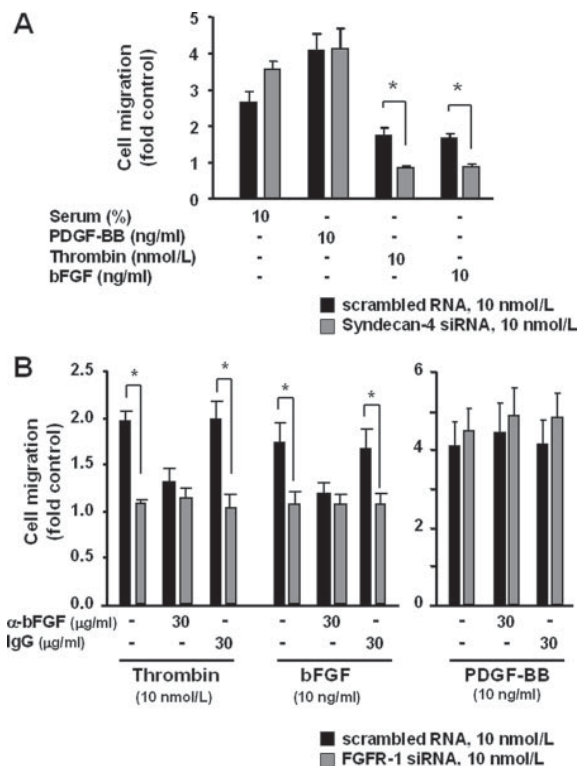 A
Cell migration
(fold control)
5
4
3
2
1
0
* *
Serum (%) 10 - - -
PDGF-BB (ng/ml) - 10 - -
Thrombin (nmol/L) - - 10 -
bFGF (ng/ml) - - - 10
scrambled RNA, 10 nmol/L
Syndecan-4 siRNA, 10 nmol/L
B
Cell migration
(fold control)
2.5
2.0
1.5
1.0
0.5
0.0
* * * *
6
4
2
0
α-bFGF (μg/ml) - 30 - - 30 - - 30 -
IgG (μg/ml) - - 30 - - 30 - - 30
Thrombin bFGF PDGF-BB
(10 nmol/L) (10 ng/ml) (10 ng/ml)
scrambled RNA, 10 nmol/L
FGFR-1 siRNA, 10 nmol/L